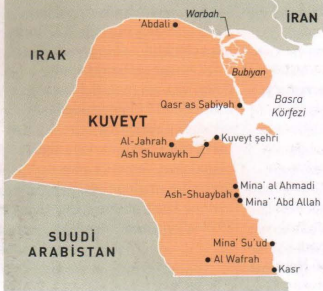 Warbah
İRAN
'Abdali
IRAK
Bubiyan
Qasr as Sabiyah
Basra
Körfezi
KUVEYT
Al-Jahrah
Kuveyt şehri
Ash Shuwaykh
Mina' al Ahmadi
Ash-Shuaybah
Mina' 'Abd Allah
SUUDİ
ARABİSTAN
Mina' Su'ud
Al Wafrah
Kasr